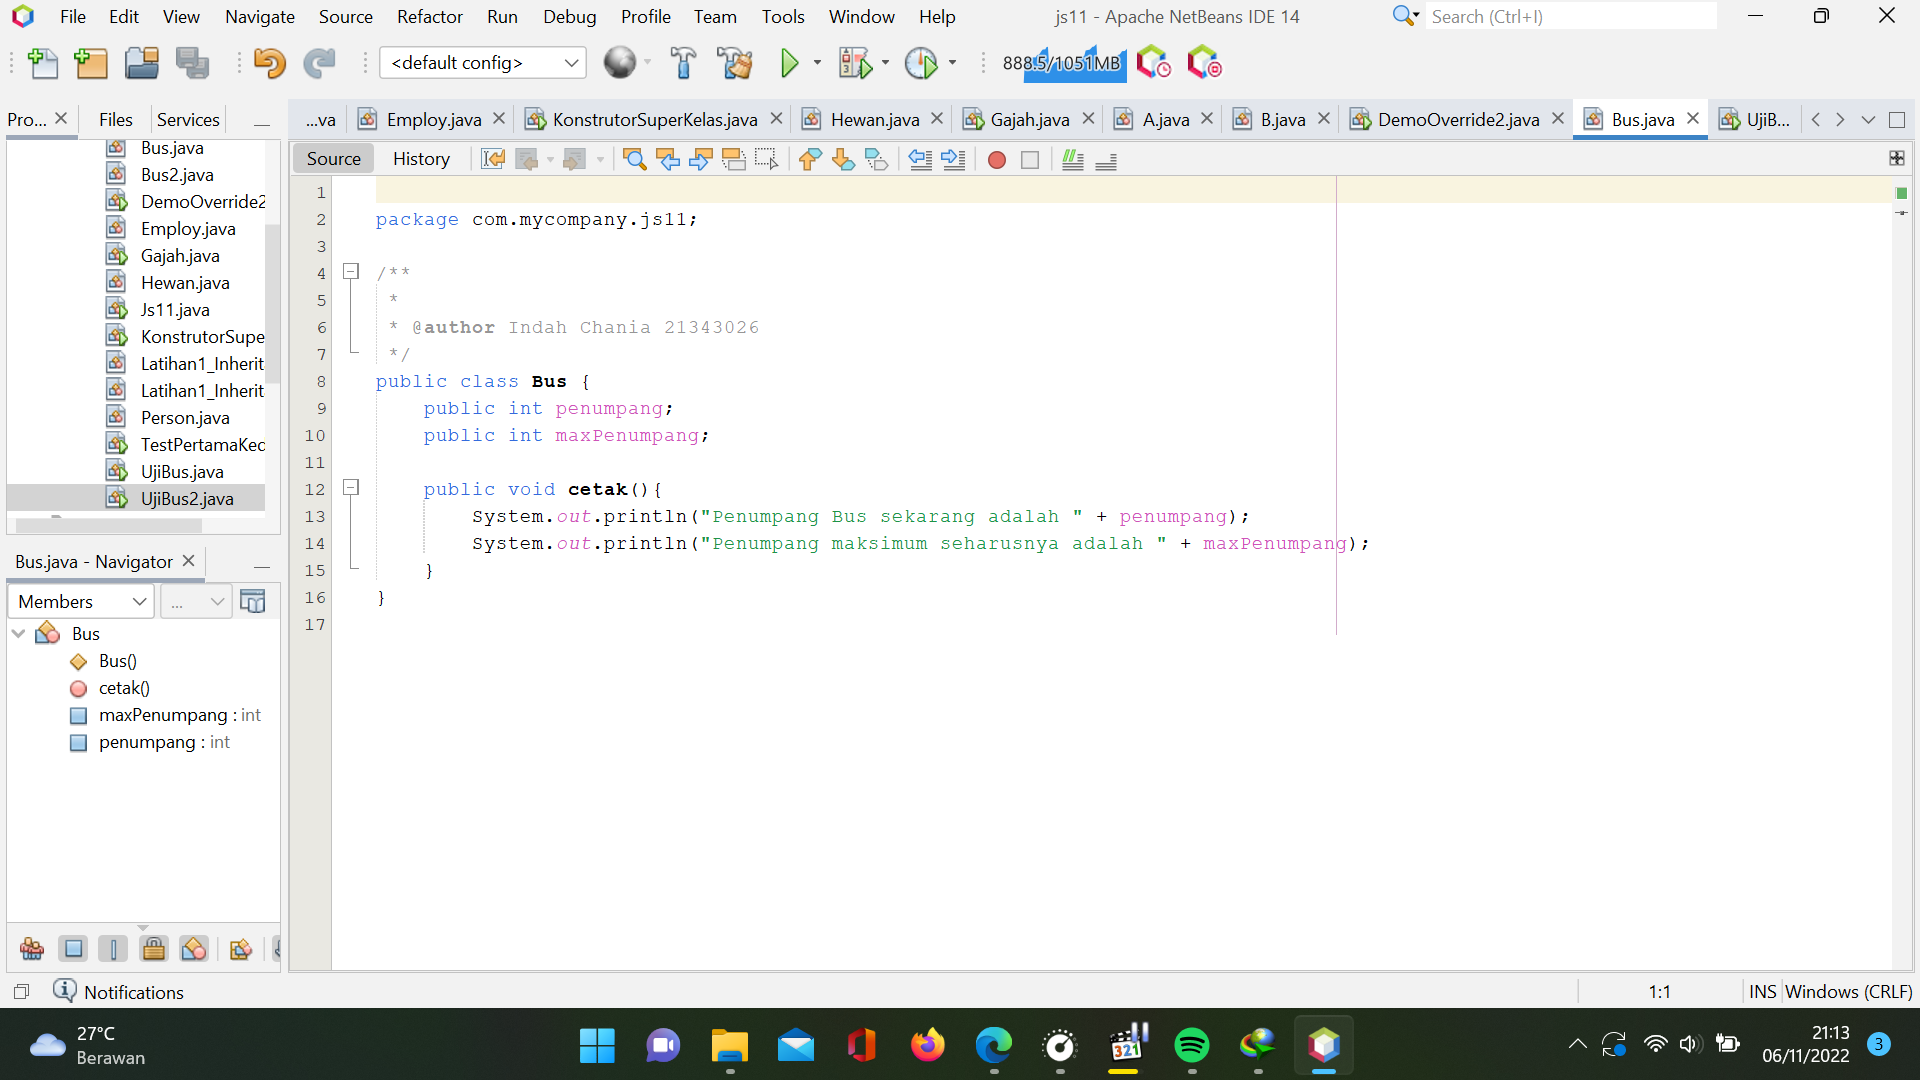 File Edit View Navigate Source Refactor Run Debug Profile Team Tools Window Help js11 - Apache NetBeans IDE 14 Search (Ctrl+I)
<default config> 888.5/1051MB
Pro... Files Services ...va Employ.java KonstrutorSuperKelas.java Hewan.java Gajah.java A.java B.java DemoOverride2.java Bus.java UjiB...
Source History
Bus.java
Bus2.java
DemoOverride2
Employ.java
Gajah.java
Hewan.java
Js11.java
KonstrutorSupe
Latihan1_Inherit
Latihan1_Inherit
Person.java
TestPertamaKed
UjiBus.java
UjiBus2.java
Bus.java - Navigator
Members ...
Bus
Bus()
cetak()
maxPenumpang : int
penumpang : int
1
2 package com.mycompany.js11;
3
4 /**
5 *
6 * @author Indah Chania 21343026
7 */
8 public class Bus {
9 public int penumpang;
10 public int maxPenumpang;
11
12 public void cetak(){
13 System.out.println("Penumpang Bus sekarang adalah " + penumpang);
14 System.out.println("Penumpang maksimum seharusnya adalah " + maxPenumpang);
15 }
16 }
17
Notifications 1:1 INS Windows (CRLF)
27°C
Berawan
321
21:13
06/11/2022
3